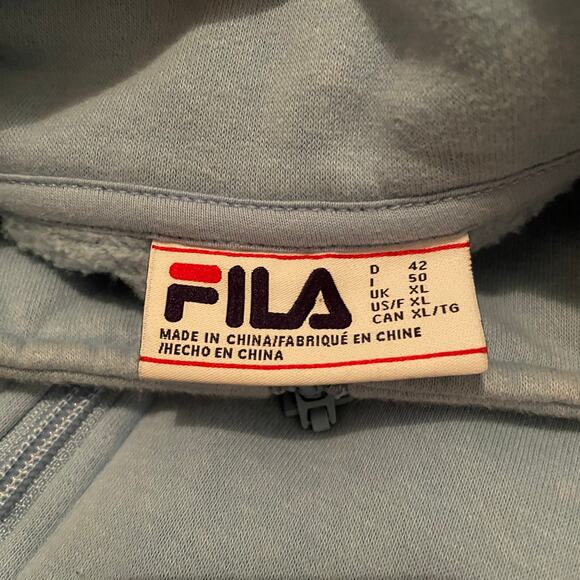 FILA
D 42
I 50
UK XL
US/F XL
CAN XL/TG
MADE IN CHINA/FABRIQUÉ EN CHINE
/HECHO EN CHINA